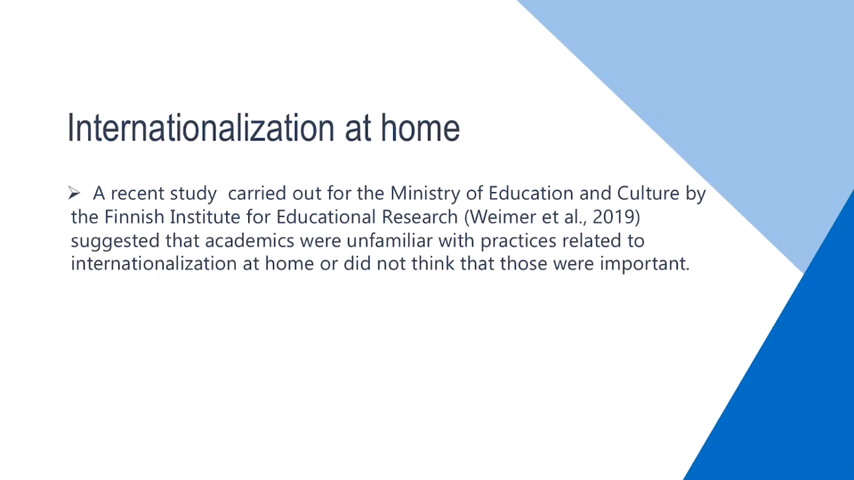 Internationalization at home
➢ A recent study carried out for the Ministry of Education and Culture by
the Finnish Institute for Educational Research (Weimer et al., 2019)
suggested that academics were unfamiliar with practices related to
internationalization at home or did not think that those were important.